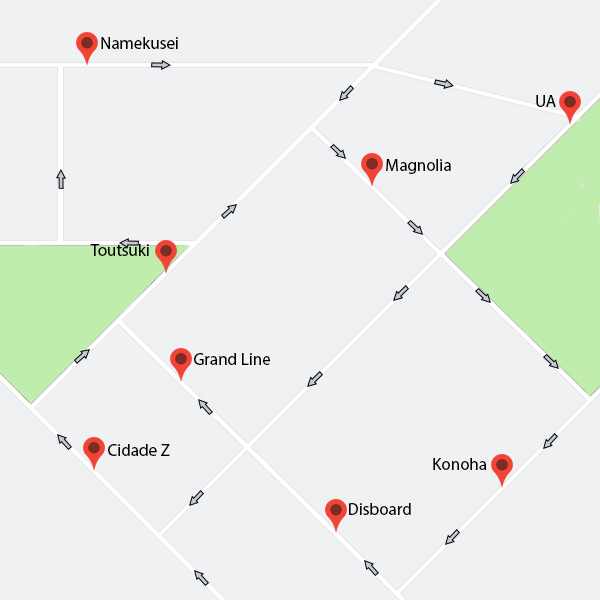 Namekusei
UA
Magnolia
Toutsuki
Grand Line
Cidade Z
Konoha
Disboard